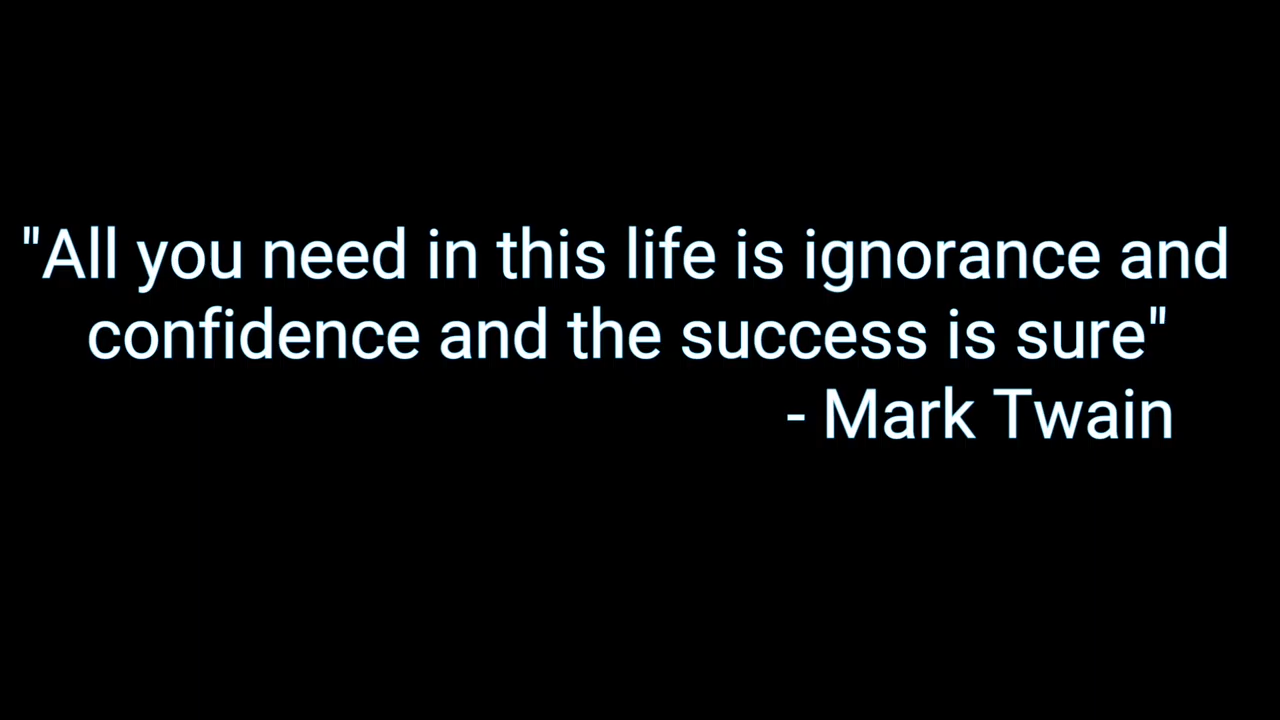 "All you need in this life is ignorance and
confidence and the success is sure"
- Mark Twain